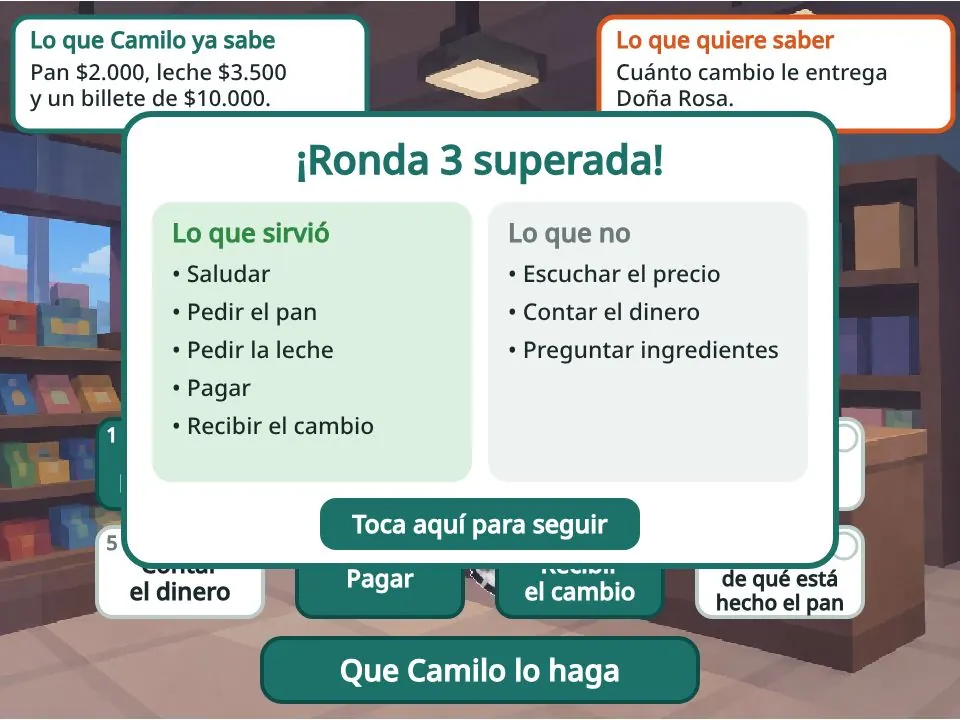 Lo que Camilo ya sabe
Pan $2.000, leche $3.500
y un billete de $10.000.
Lo que quiere saber
Cuánto cambio le entrega
Doña Rosa.
¡Ronda 3 superada!
Lo que sirvió
• Saludar
• Pedir el pan
• Pedir la leche
• Pagar
• Recibir el cambio
Lo que no
• Escuchar el precio
• Contar el dinero
• Preguntar ingredientes
Toca aquí para seguir
1
5
Contar
el dinero
Pagar
Recibir
el cambio
de qué está
hecho el pan
Que Camilo lo haga